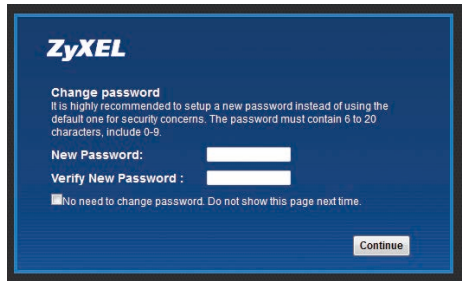 ZyXEL
Change password
It is highly recommended to setup a new password instead of using the
default one for security concerns. The password must contain 6 to 20
characters, include 0-9.
New Password:
Verify New Password :
No need to change password. Do not show this page next time.
Continue